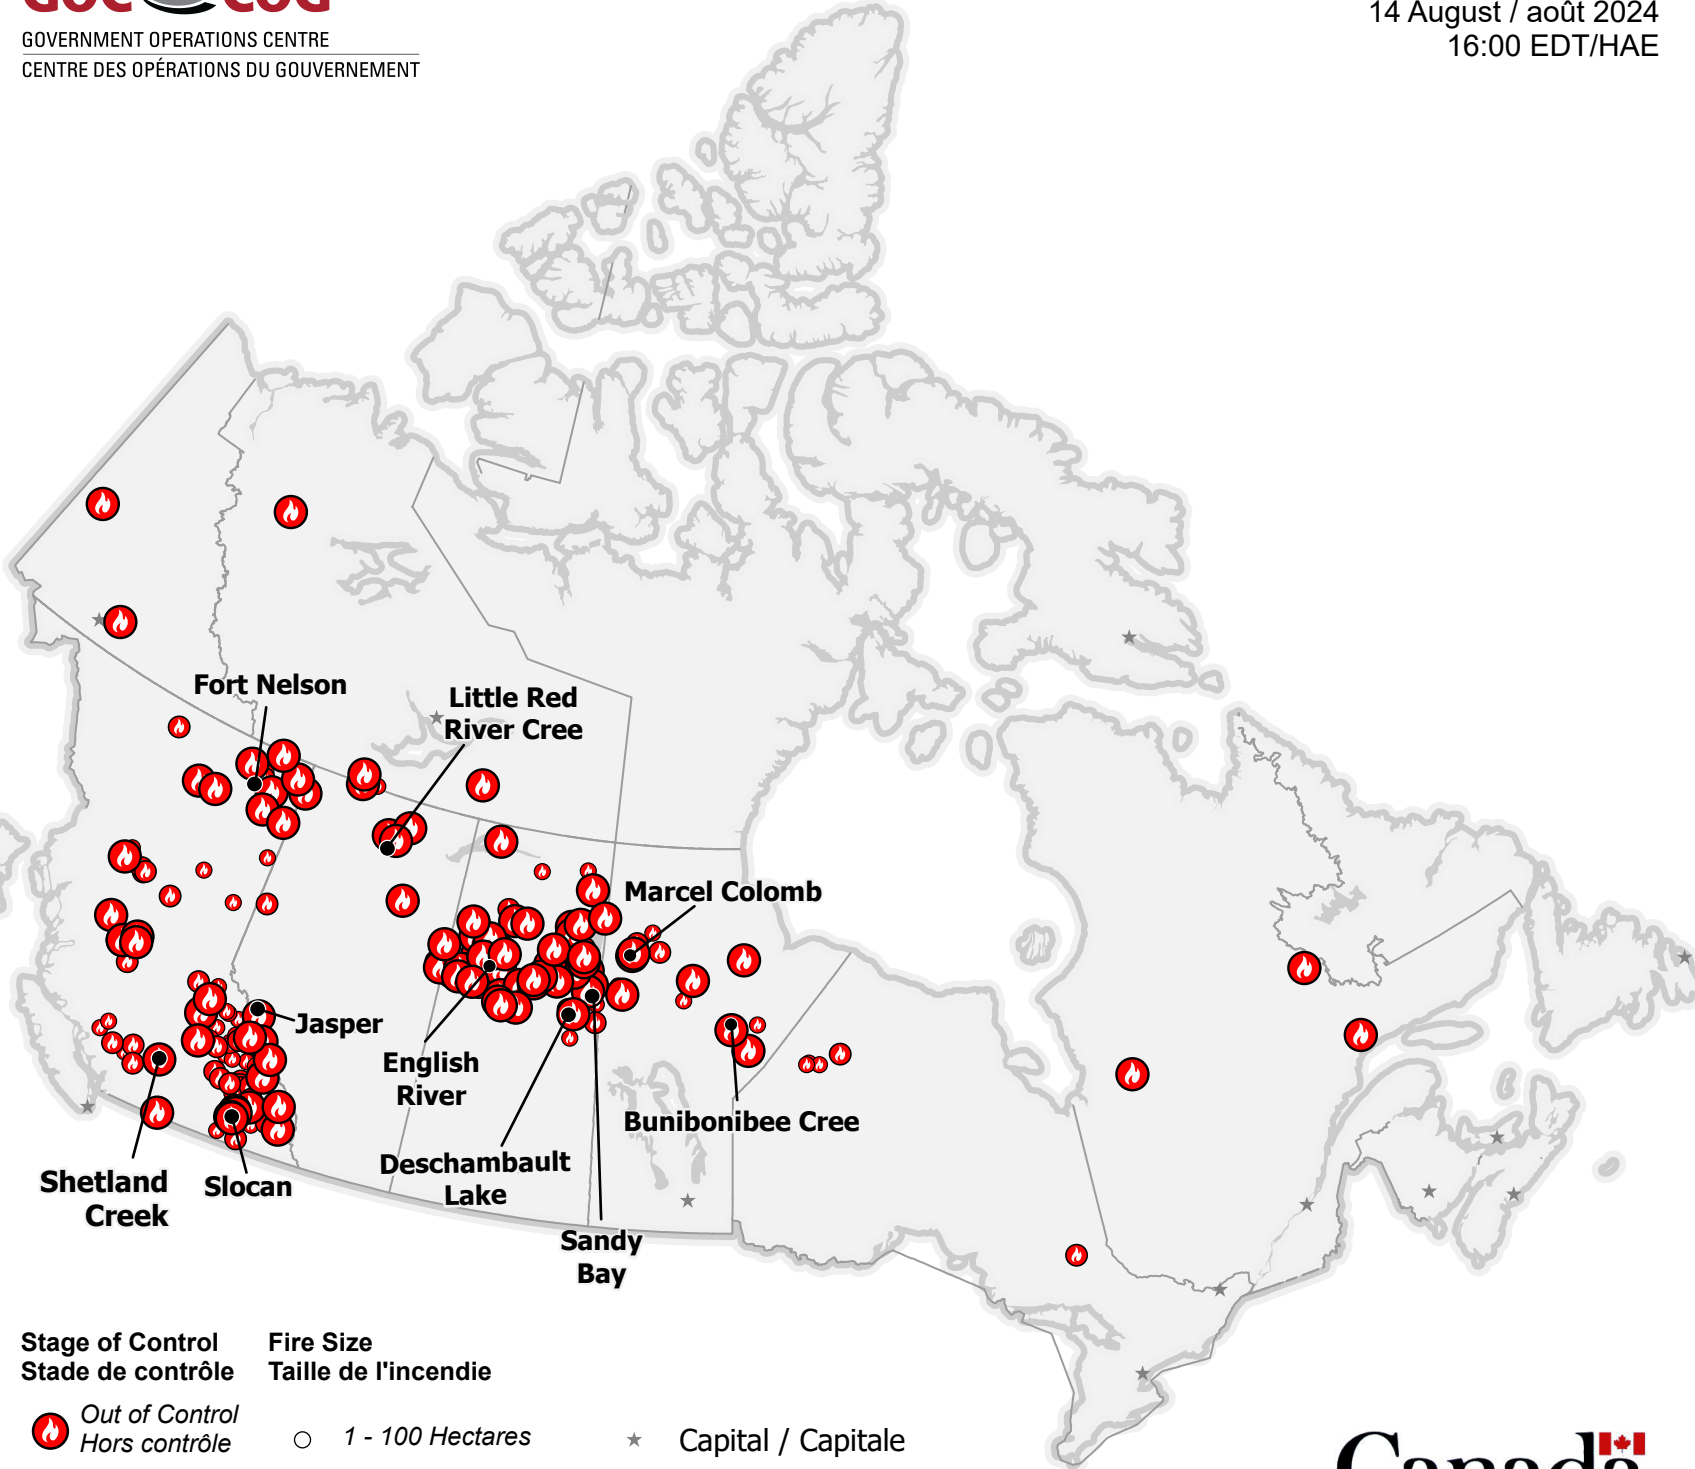 GOC COG
GOVERNMENT OPERATIONS CENTRE
CENTRE DES OPÉRATIONS DU GOUVERNEMENT
14 August / août 2024
16:00 EDT/HAE
Fort Nelson
Little Red
River Cree
Marcel Colomb
Jasper
English
River
Bunibonibee Cree
Deschambault
Lake
Shetland
Creek
Slocan
Sandy
Bay
Stage of Control
Stade de contrôle
Fire Size
Taille de l'incendie
Out of Control
Hors contrôle
1 - 100 Hectares
Capital / Capitale
Canada